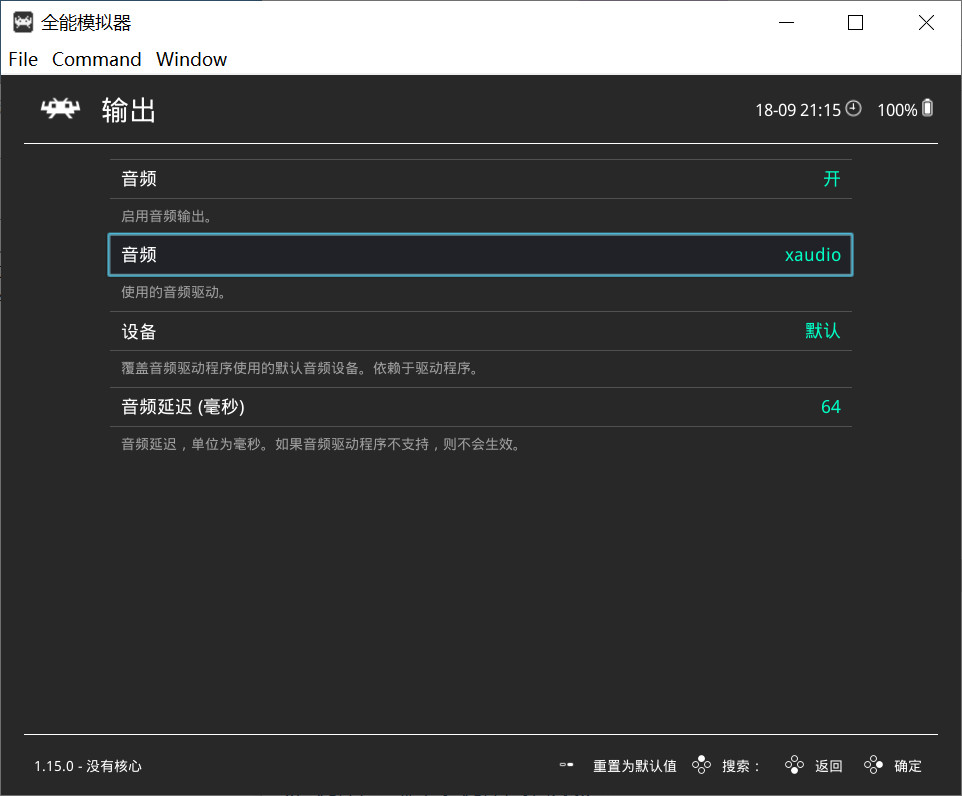 全能模拟器
File Command Window
输出
18-09 21:15 100%
音频 开
启用音频输出。
音频 xaudio
使用的音频驱动。
设备 默认
覆盖音频驱动程序使用的默认音频设备。依赖于驱动程序。
音频延迟 (毫秒) 64
音频延迟，单位为毫秒。如果音频驱动程序不支持，则不会生效。
1.15.0 - 没有核心 重置为默认值 搜索： 返回 确定